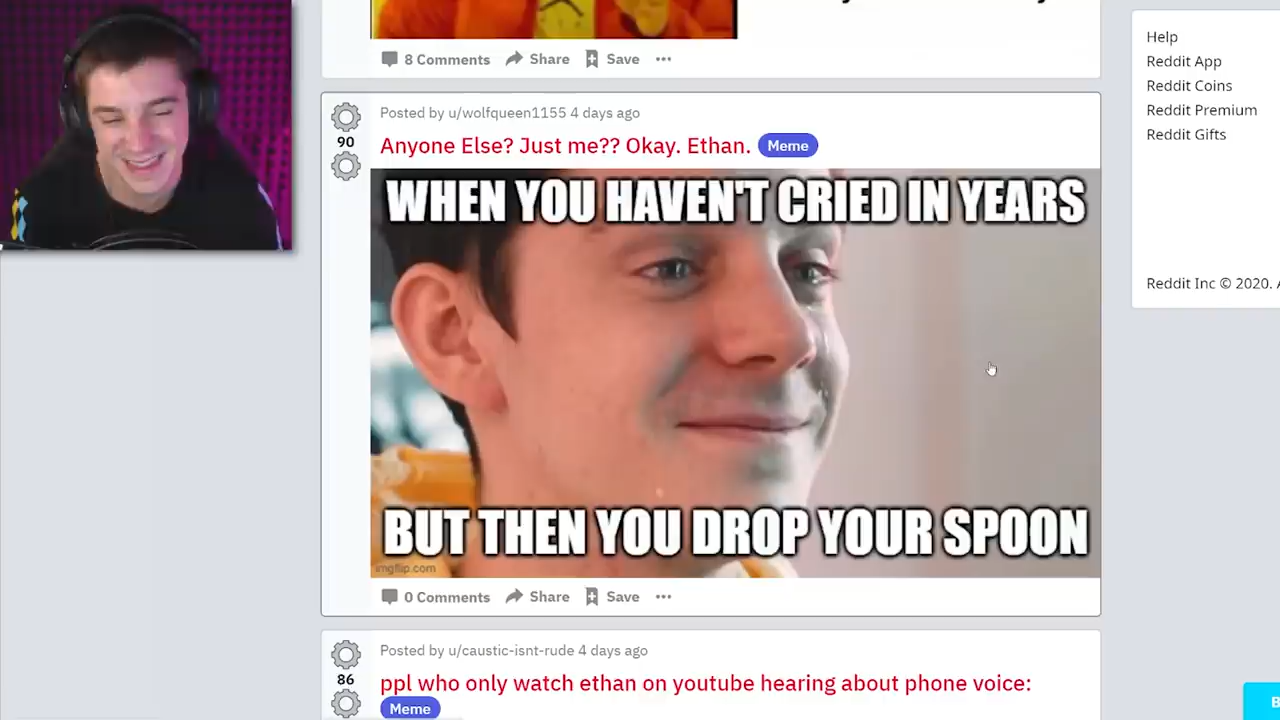 8 Comments Share Save
Help
Reddit App
Reddit Coins
Reddit Premium
Reddit Gifts
Reddit Inc © 2020.
Posted by u/wolfqueen1155 4 days ago
90
Anyone Else? Just me?? Okay. Ethan. Meme
WHEN YOU HAVEN'T CRIED IN YEARS
BUT THEN YOU DROP YOUR SPOON
imgflip.com
0 Comments Share Save
Posted by u/caustic-isnt-rude 4 days ago
86
ppl who only watch ethan on youtube hearing about phone voice:
Meme